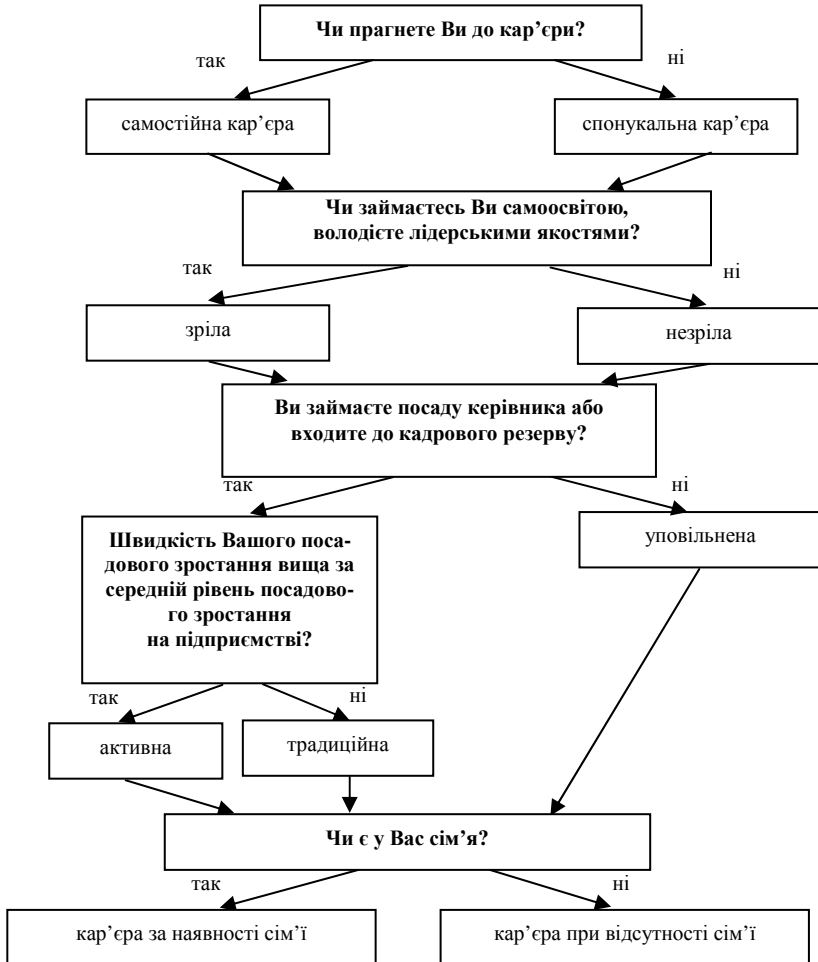 Чи прагнете Ви до кар’єри?
так
ні
самостійна кар’єра
спонукальна кар’єра
Чи займаєтесь Ви самоосвітою,
володієте лідерськими якостями?
так
ні
зріла
незріла
Ви займаєте посаду керівника або
входите до кадрового резерву?
так
ні
Швидкість Вашого поса-
дового зростання вища за
середній рівень посадово-
го зростання
на підприємстві?
уповільнена
так
ні
активна
традиційна
Чи є у Вас сім’я?
так
ні
кар’єра за наявності сім’ї
кар’єра при відсутності сім’ї